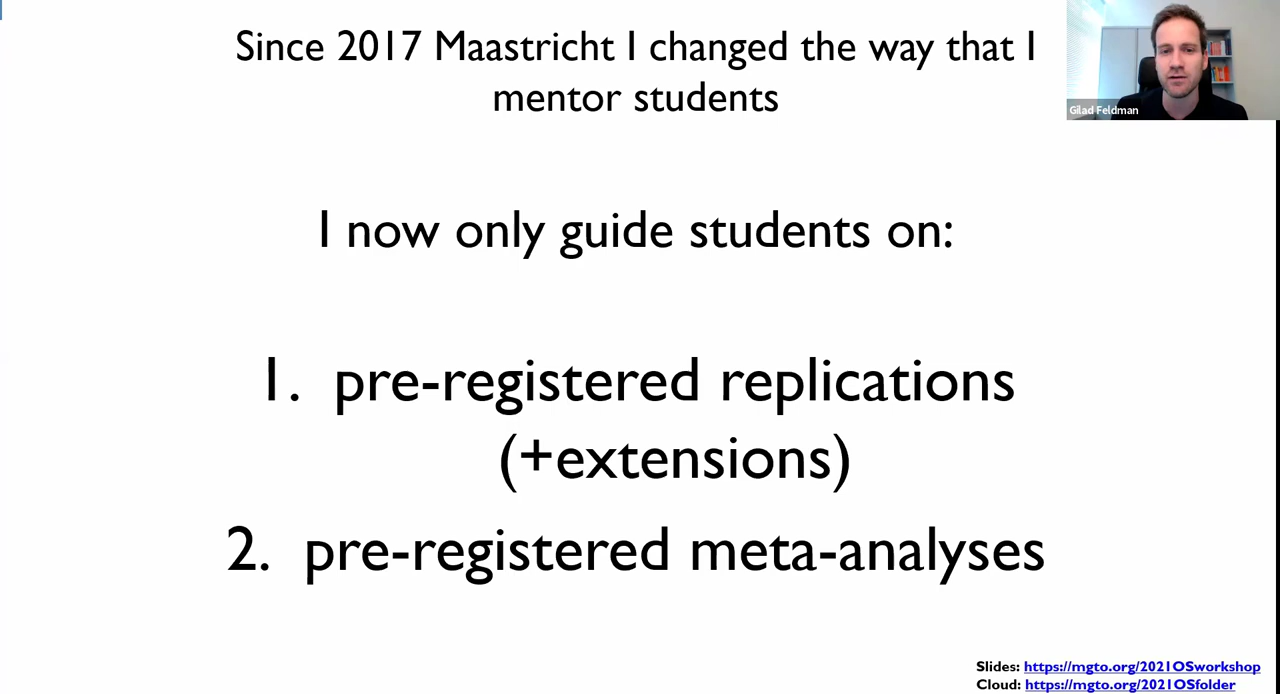 Since 2017 Maastricht I changed the way that I
mentor students
Gilad Feldman
I now only guide students on:
1. pre-registered replications
(+extensions)
2. pre-registered meta-analyses
Slides: https://mgto.org/2021OSworkshop
Cloud: https://mgto.org/2021OSfolder